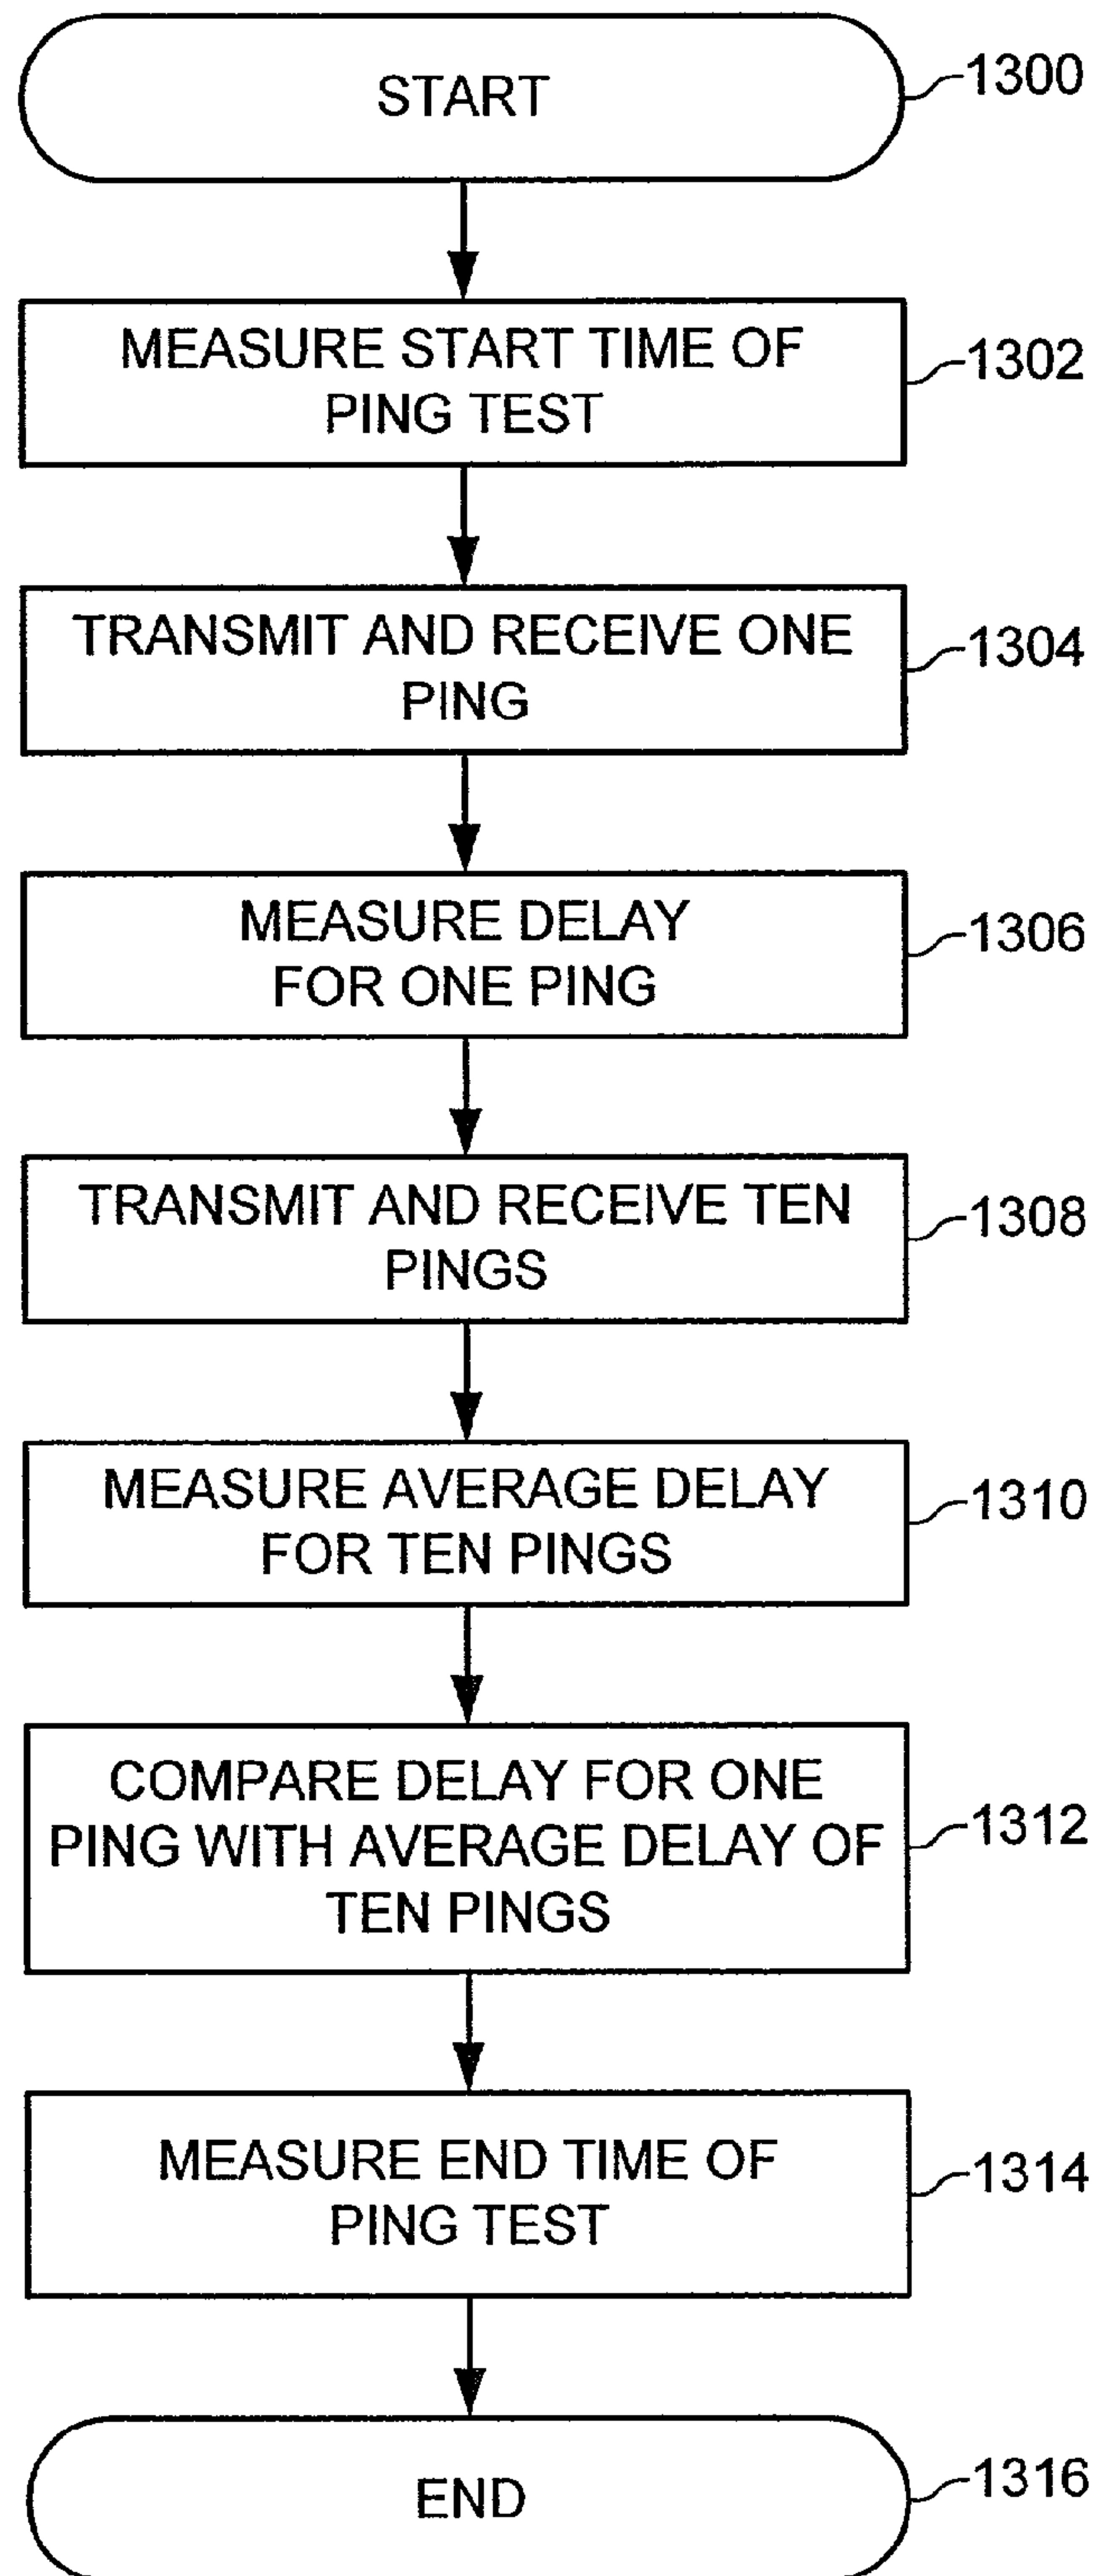 START
1300
MEASURE START TIME OF
PING TEST
1302
TRANSMIT AND RECEIVE ONE
PING
1304
MEASURE DELAY
FOR ONE PING
1306
TRANSMIT AND RECEIVE TEN
PINGS
1308
MEASURE AVERAGE DELAY
FOR TEN PINGS
1310
COMPARE DELAY FOR ONE
PING WITH AVERAGE DELAY OF
TEN PINGS
1312
MEASURE END TIME OF
PING TEST
1314
END
1316